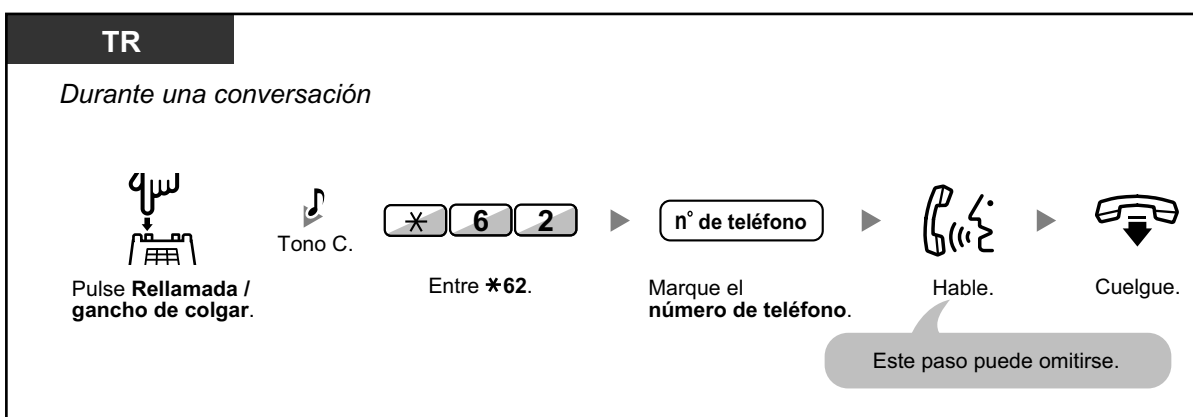 TR
Durante una conversación
Tono C.
* 6 2
n° de teléfono
Pulse Rellamada /
gancho de colgar.
Entre *62.
Marque el
número de teléfono.
Hable.
Cuelgue.
Este paso puede omitirse.